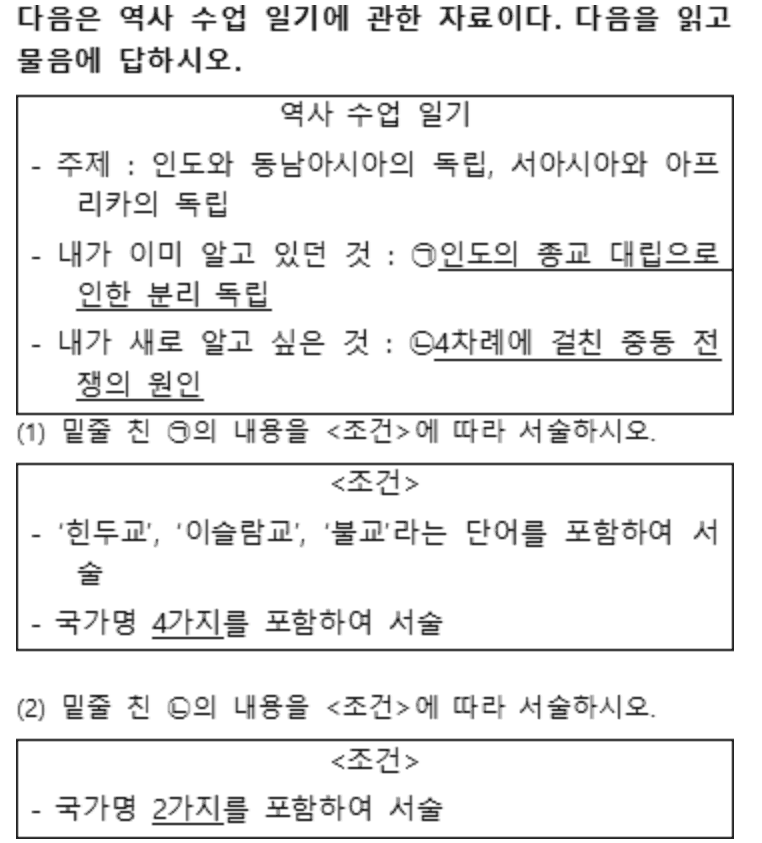 다음은 역사 수업 일기에 관한 자료이다. 다음을 읽고
물음에 답하시오.
역사 수업 일기
- 주제 : 인도와 동남아시아의 독립, 서아시아와 아프
리카의 독립
- 내가 이미 알고 있던 것 : ㉠인도의 종교 대립으로
인한 분리 독립
- 내가 새로 알고 싶은 것 : ㉡4차례에 걸친 중동 전
쟁의 원인
(1) 밑줄 친 ㉠의 내용을 <조건>에 따라 서술하시오.
<조건>
- '힌두교', '이슬람교', '불교'라는 단어를 포함하여 서
술
- 국가명 4가지를 포함하여 서술
(2) 밑줄 친 ㉡의 내용을 <조건>에 따라 서술하시오.
<조건>
- 국가명 2가지를 포함하여 서술